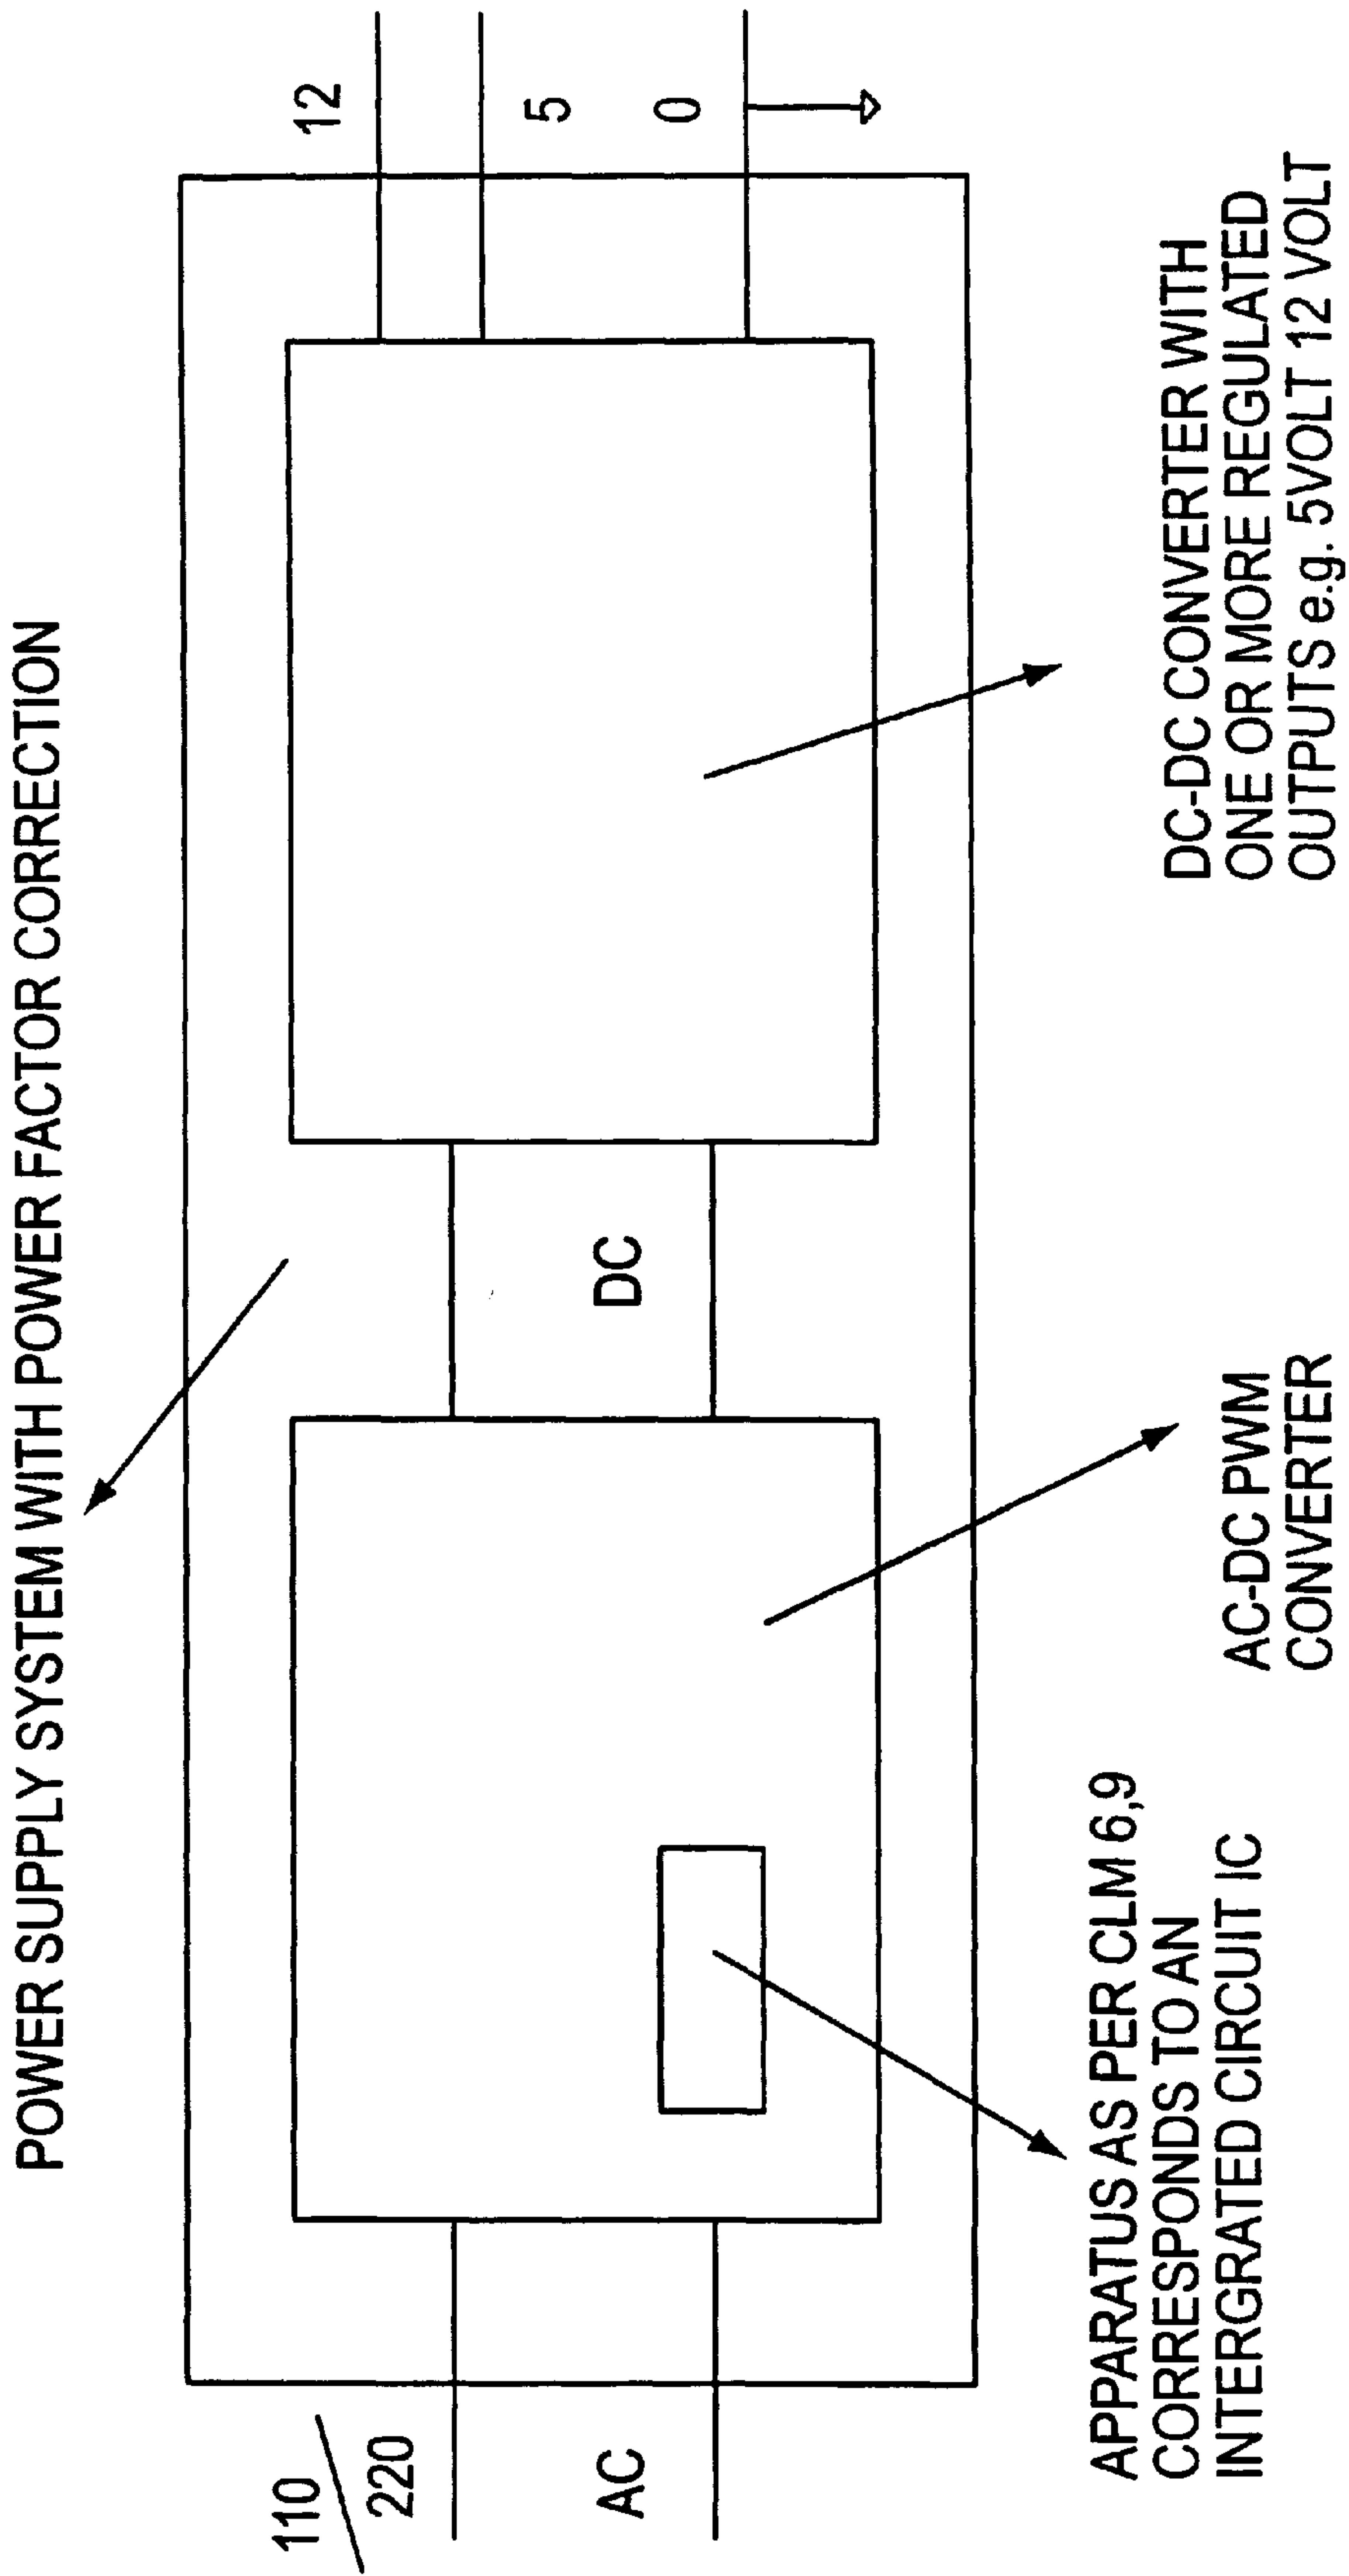 POWER SUPPLY SYSTEM WITH POWER FACTOR CORRECTION
110
220
AC
DC
12
5
0
APPARATUS AS PER CLM 6,9
CORRESPONDS TO AN
INTERGRATED CIRCUIT IC
AC-DC PWM
CONVERTER
DC-DC CONVERTER WITH
ONE OR MORE REGULATED
OUTPUTS e.g. 5VOLT 12 VOLT